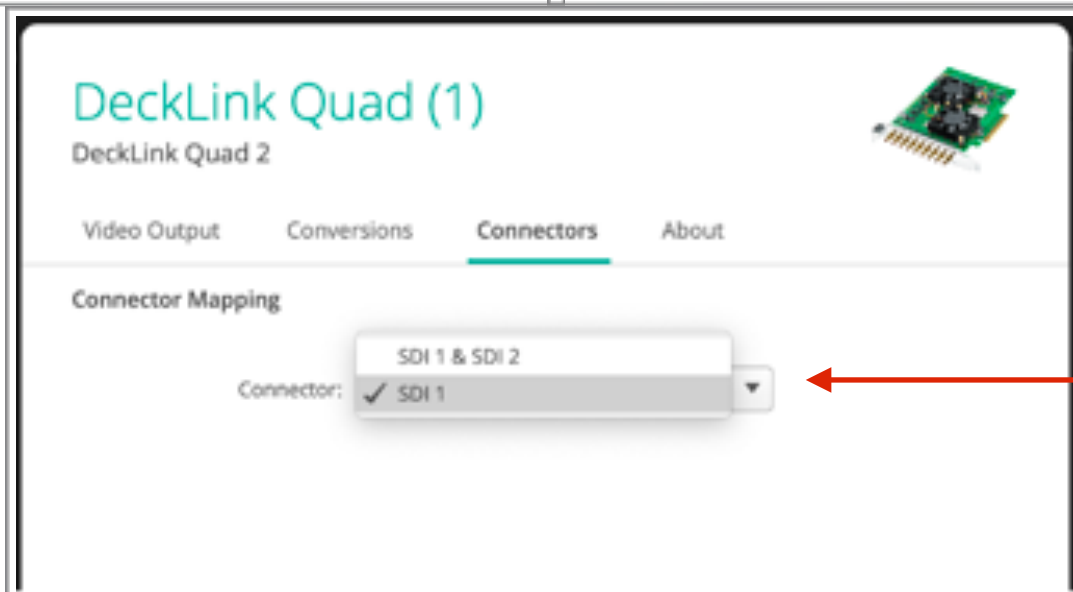 DeckLink Quad (1)
DeckLink Quad 2
Video Output Conversions Connectors About
Connector Mapping
SDI 1 & SDI 2
Connector: ✓ SDI 1